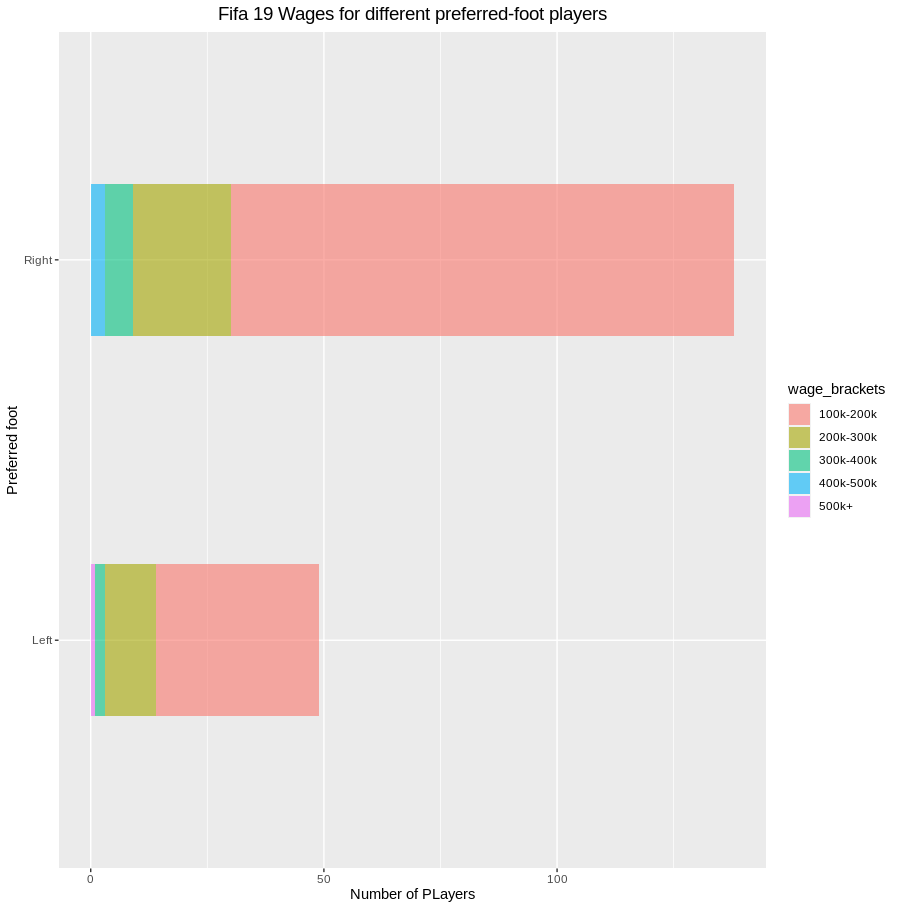 Fifa 19 Wages for different preferred-foot players
Right
Left
Preferred foot
0
50
100
Number of PLayers
wage_brackets
100k-200k
200k-300k
300k-400k
400k-500k
500k+